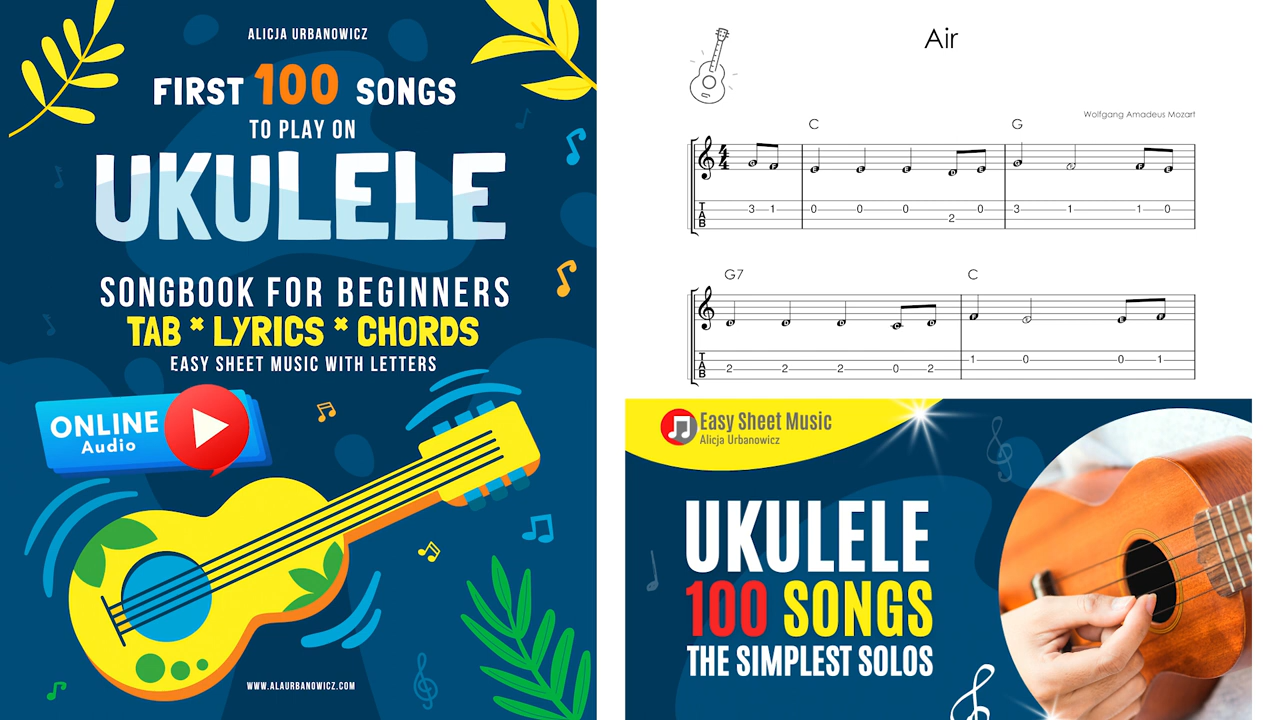 ALICJA URBANOWICZ
FIRST 100 SONGS
TO PLAY ON
UKULELE
SONGBOOK FOR BEGINNERS
TAB * LYRICS * CHORDS
EASY SHEET MUSIC WITH LETTERS
ONLINE
Audio
WWW.ALAURBANOWICZ.COM
Air
Wolfgang Amadeus Mozart
C G
4
4
G F E E E D E G F F E
T
A
B
3 1 0 0 0 2 0 3 1 1 0
G7 C
D D D C D F E E F
T
A
B
2 2 2 0 2 1 0 0 1
Easy Sheet Music
Alicja Urbanowicz
UKULELE
100 SONGS
THE SIMPLEST SOLOS